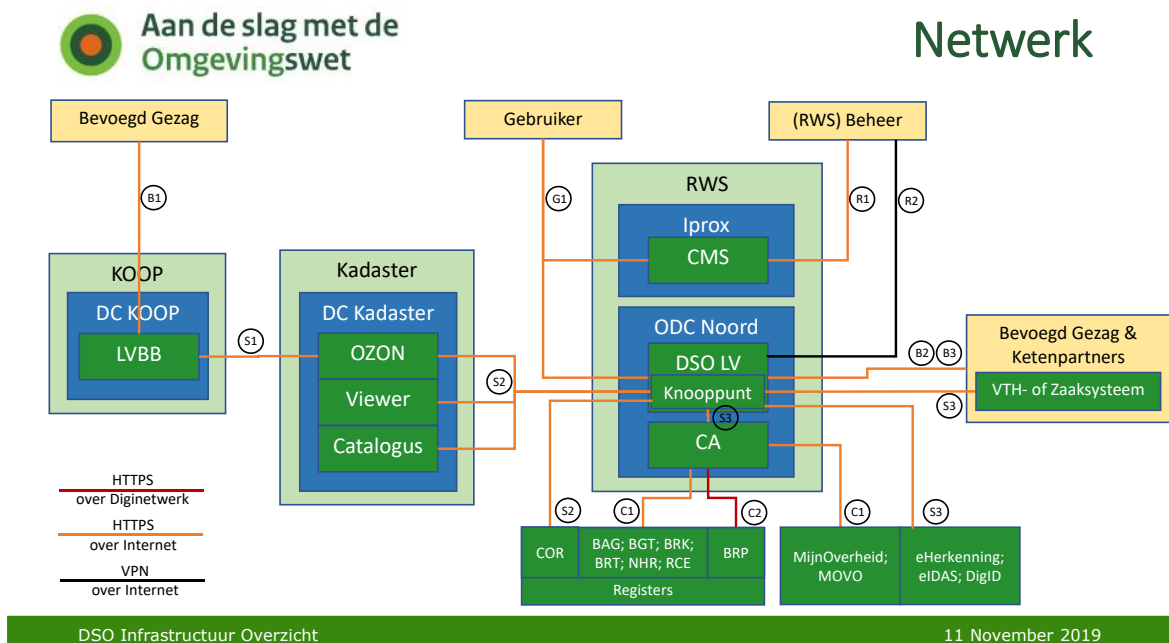 Aan de slag met de
Omgevingswet
Netwerk
Bevoegd Gezag
Gebruiker
(RWS) Beheer
B1
G1
R1
R2
RWS
Iprox
CMS
KOOP
DC KOOP
LVBB
S1
Kadaster
DC Kadaster
OZON
Viewer
Catalogus
S2
ODC Noord
DSO LV
Knooppunt
S3
CA
B2
B3
Bevoegd Gezag &
Ketenpartners
VTH- of Zaaksysteem
S3
HTTPS
over Diginetwerk
HTTPS
over Internet
VPN
over Internet
S2
C1
C2
C1
S3
COR
BAG; BGT; BRK;
BRT; NHR; RCE
BRP
Registers
MijnOverheid;
MOVO
eHerkenning;
eIDAS; DigID
DSO Infrastructuur Overzicht
11 November 2019